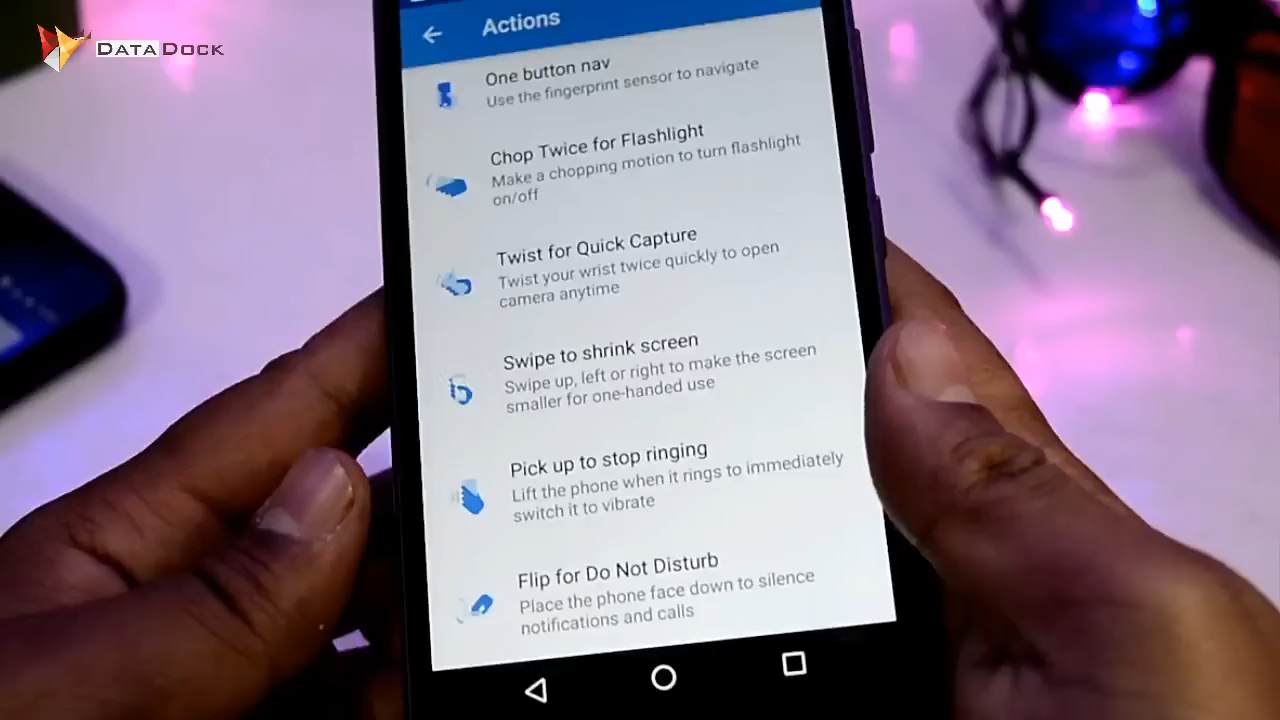 DATADOCK
Actions
One button nav
Use the fingerprint sensor to navigate
Chop Twice for Flashlight
Make a chopping motion to turn flashlight
on/off
Twist for Quick Capture
Twist your wrist twice quickly to open
camera anytime
Swipe to shrink screen
Swipe up, left or right to make the screen
smaller for one-handed use
Pick up to stop ringing
Lift the phone when it rings to immediately
switch it to vibrate
Flip for Do Not Disturb
Place the phone face down to silence
notifications and calls